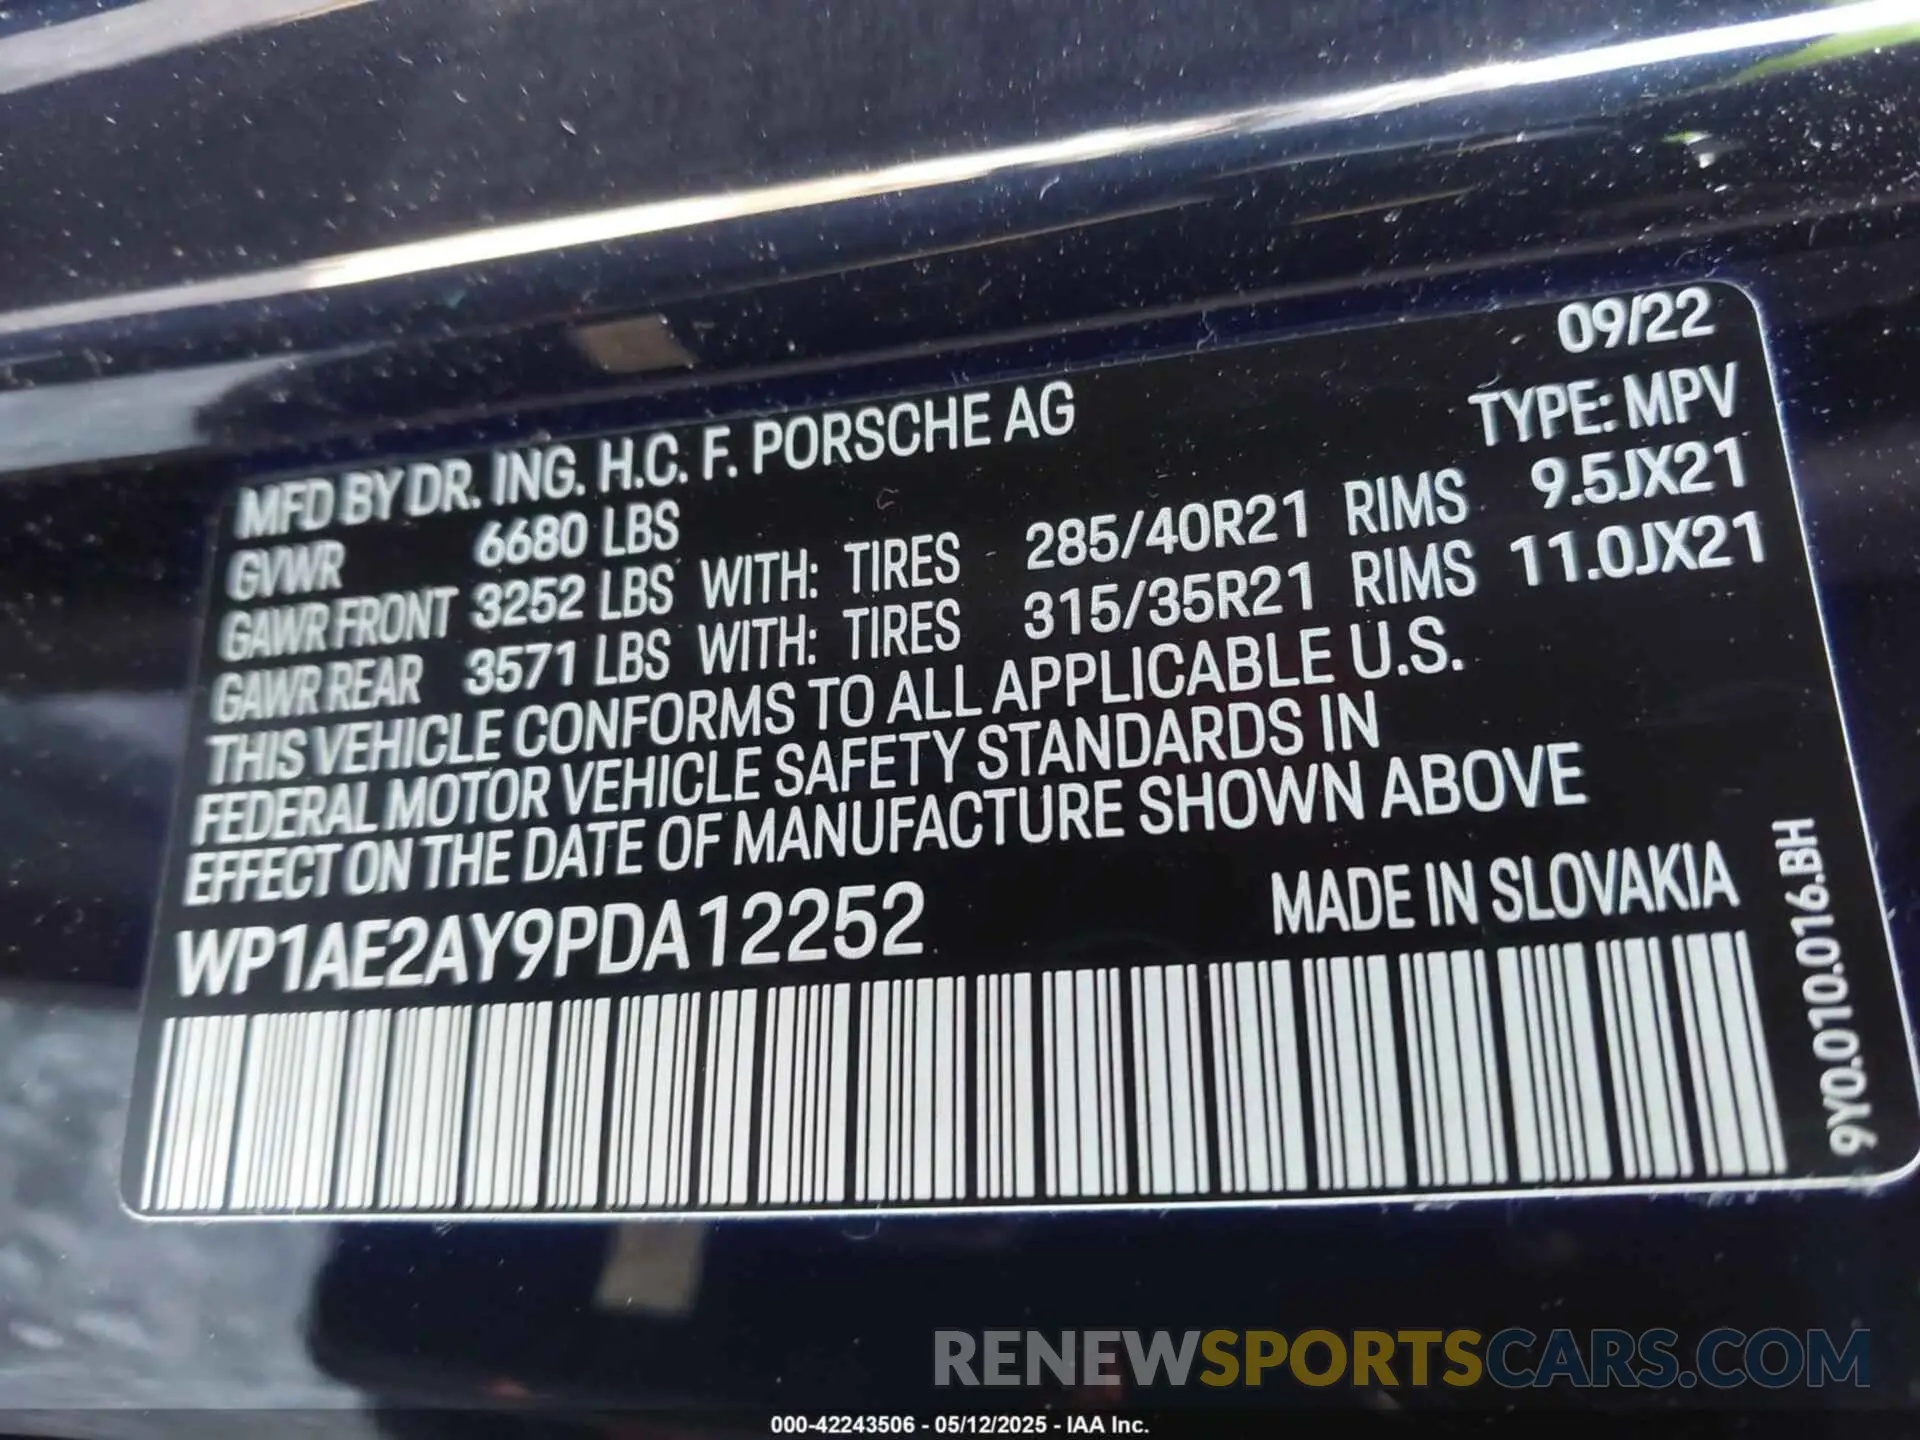 09/22
MFD BY DR. ING. H.C. F. PORSCHE AG TYPE: MPV
GVWR 6680 LBS
GAWR FRONT 3252 LBS WITH: TIRES - 285/40R21 RIMS 9.5JX21
GAWR REAR 3571 LBS WITH: TIRES 315/35R21 RIMS 11.0JX21
THIS VEHICLE CONFORMS TO ALL APPLICABLE U.S.
FEDERAL MOTOR VEHICLE SAFETY STANDARDS IN
EFFECT ON THE DATE OF MANUFACTURE SHOWN ABOVE
WP1AE2AY9PDA12252 MADE IN SLOVAKIA
9Y0.010.016.BH
RENEWSPORTSCARS.COM
000-42243506 - 05/12/2025 - IAA Inc.